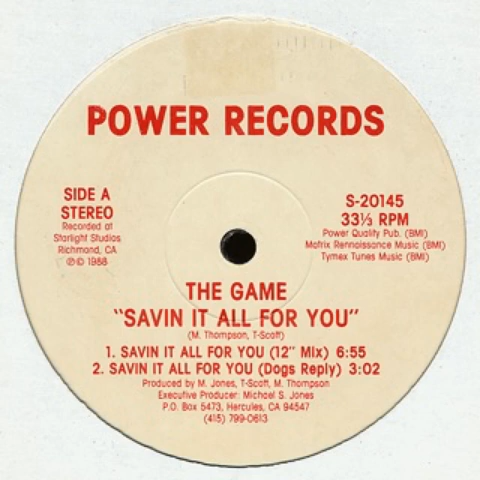 POWER RECORDS
SIDE A
STEREO
Recorded at
Starlight Studios
Richmond, CA
℗© 1988
S-20145
33⅓ RPM
Power Quality Pub. (BMI)
Matrix Rennoissance Music (BMI)
Tymex Tunes Music (BMI)
THE GAME
"SAVIN IT ALL FOR YOU"
(M. Thompson, T-Scott)
1. SAVIN IT ALL FOR YOU (12" Mix) 6:55
2. SAVIN IT ALL FOR YOU (Dogs Reply) 3:02
Produced by M. Jones, T-Scott, M. Thompson
Executive Producer: Michael S. Jones
P.O. Box 5473, Hercules, CA 94547
(415) 799-0613